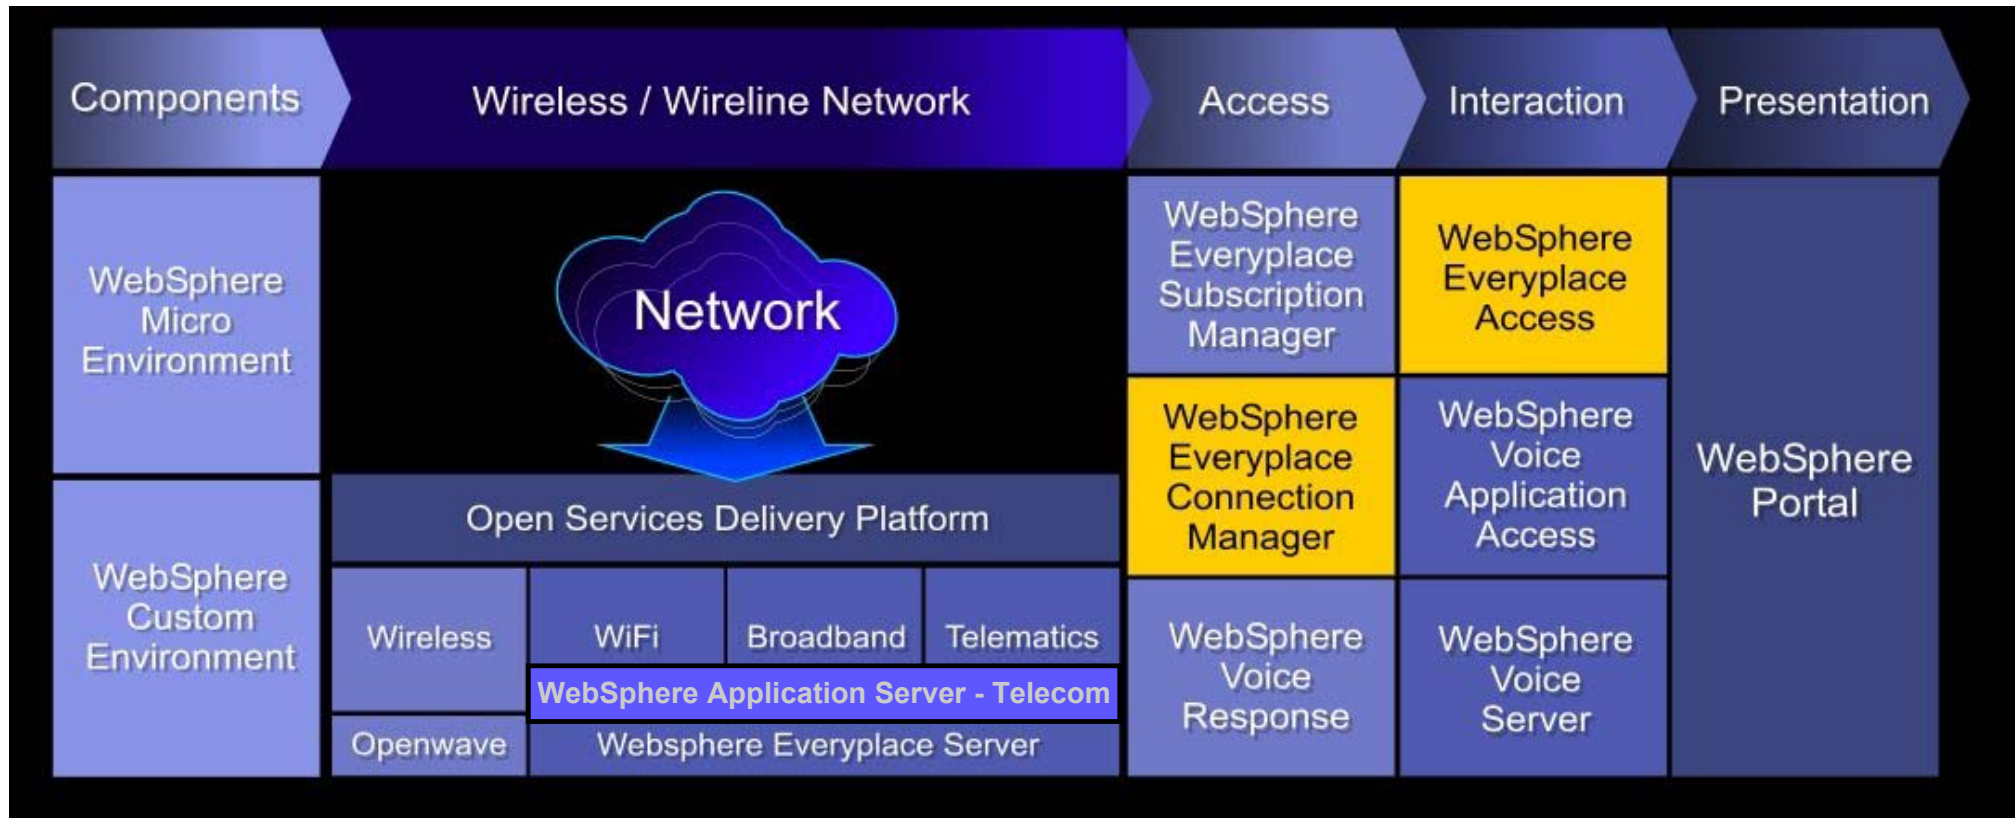 Components
Wireless / Wireline Network
Access
Interaction
Presentation
WebSphere
Micro
Environment
WebSphere
Custom
Environment
Network
Open Services Delivery Platform
Wireless
WiFi
Broadband
Telematics
WebSphere Application Server - Telecom
Openwave
Websphere Everyplace Server
WebSphere
Everyplace
Subscription
Manager
WebSphere
Everyplace
Connection
Manager
WebSphere
Voice
Response
WebSphere
Everyplace
Access
WebSphere
Voice
Application
Access
WebSphere
Voice
Server
WebSphere
Portal